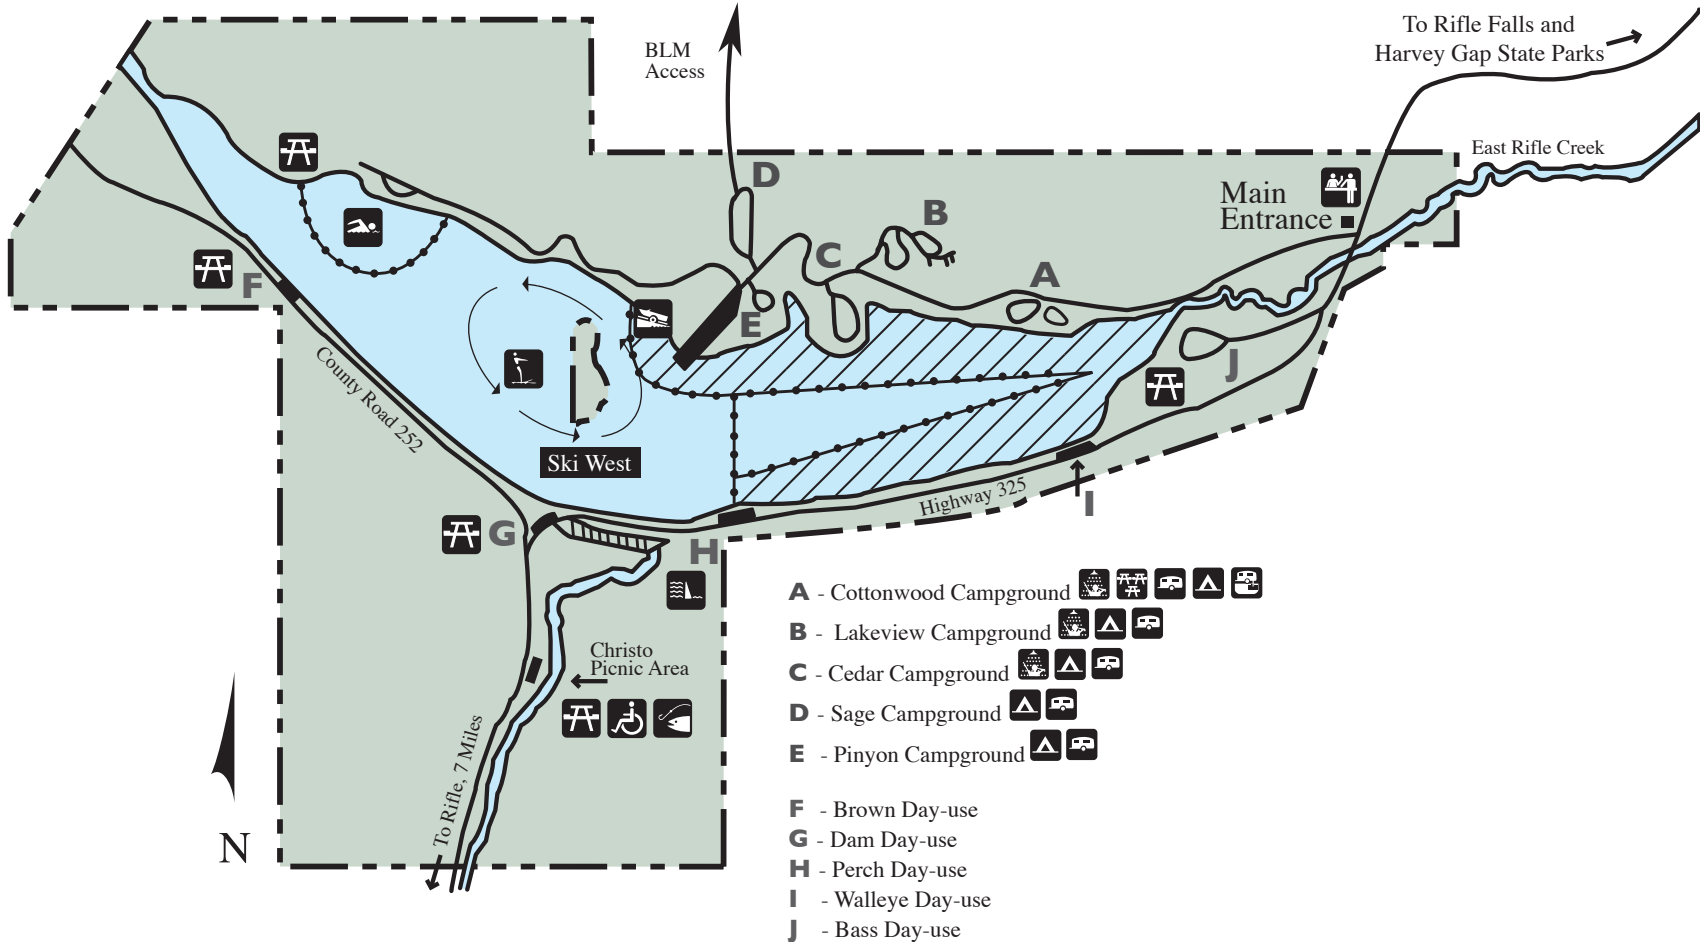 To Rifle Falls and
Harvey Gap State Parks
BLM
Access
East Rifle Creek
Main
Entrance
D
B
C
A
E
F
J
County Road 252
Ski West
Highway 325
I
G
H
Christo
Picnic Area
To Rifle, 7 Miles
N
A - Cottonwood Campground
B - Lakeview Campground
C - Cedar Campground
D - Sage Campground
E - Pinyon Campground
F - Brown Day-use
G - Dam Day-use
H - Perch Day-use
I - Walleye Day-use
J - Bass Day-use